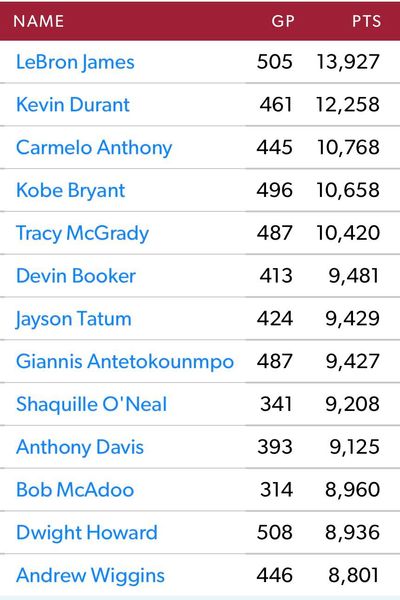 NAME GP PTS
LeBron James 505 13,927
Kevin Durant 461 12,258
Carmelo Anthony 445 10,768
Kobe Bryant 496 10,658
Tracy McGrady 487 10,420
Devin Booker 413 9,481
Jayson Tatum 424 9,429
Giannis Antetokounmpo 487 9,427
Shaquille O'Neal 341 9,208
Anthony Davis 393 9,125
Bob McAdoo 314 8,960
Dwight Howard 508 8,936
Andrew Wiggins 446 8,801